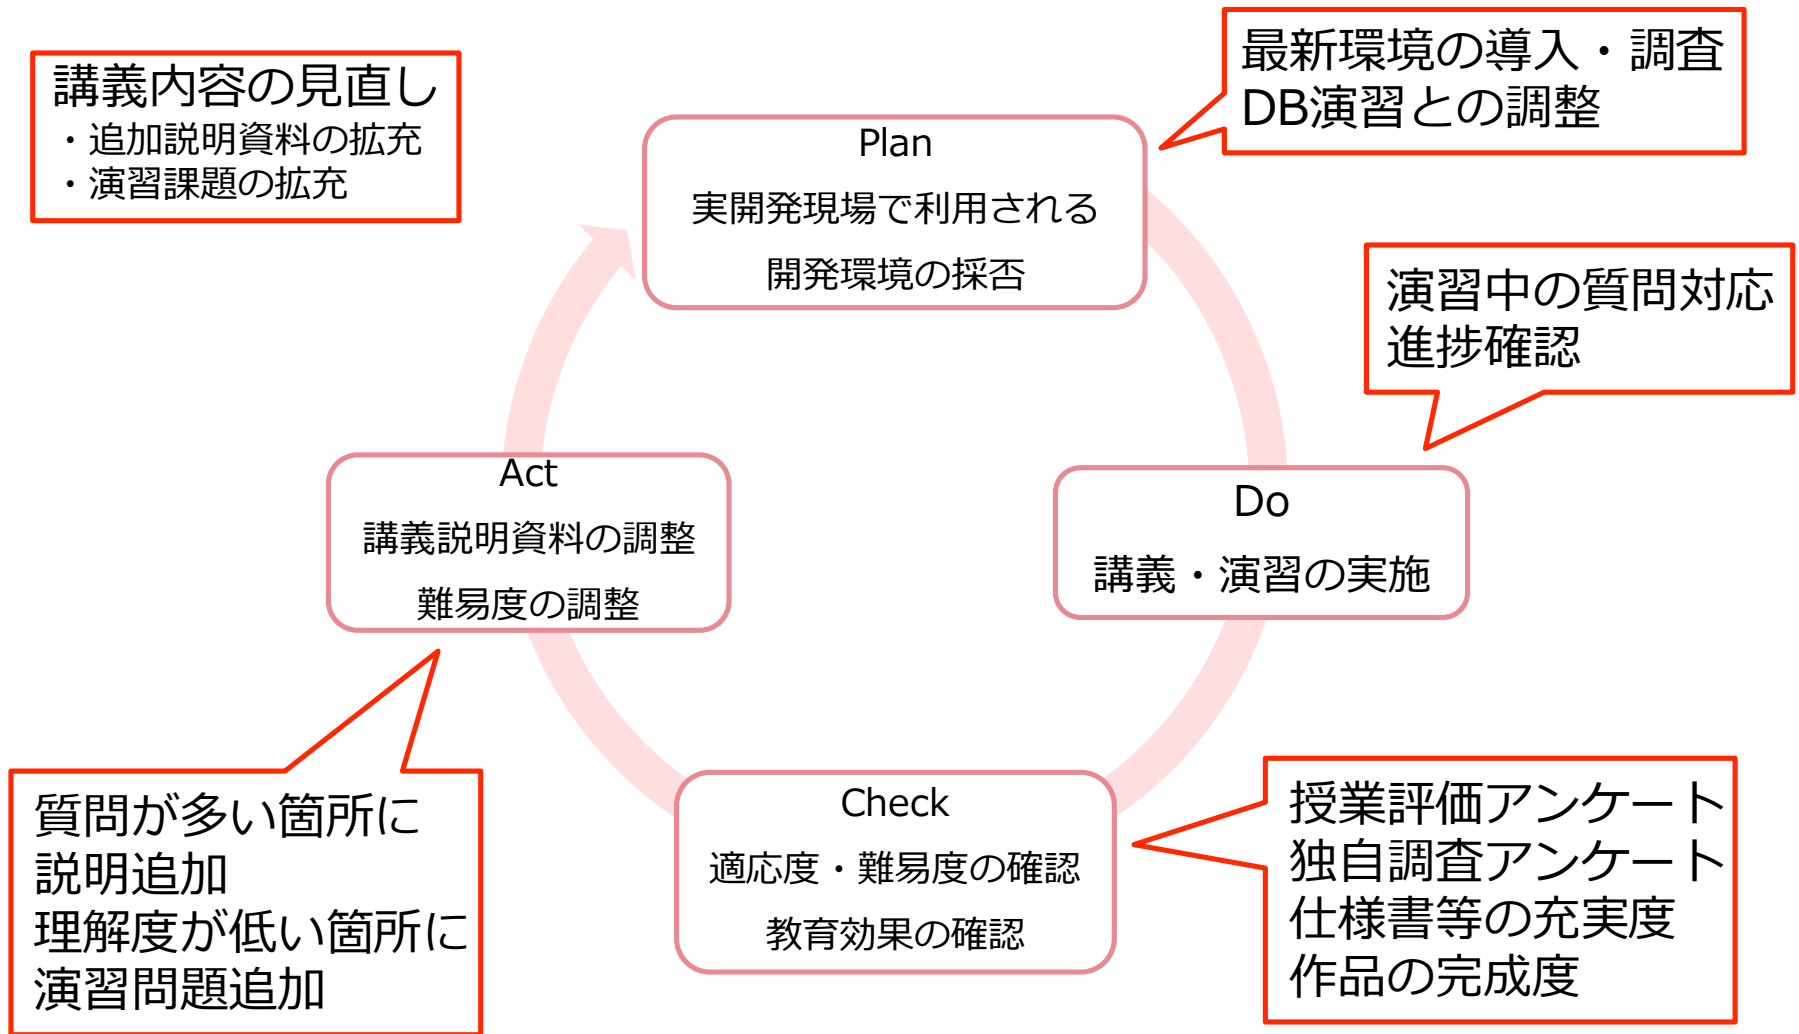 講義内容の見直し
・追加説明資料の拡充
・演習課題の拡充
最新環境の導入・調査
DB演習との調整
Plan
実開発現場で利用される
開発環境の採否
演習中の質問対応
進捗確認
Do
講義・演習の実施
Act
講義説明資料の調整
難易度の調整
Check
適応度・難易度の確認
教育効果の確認
授業評価アンケート
独自調査アンケート
仕様書等の充実度
作品の完成度
質問が多い箇所に
説明追加
理解度が低い箇所に
演習問題追加